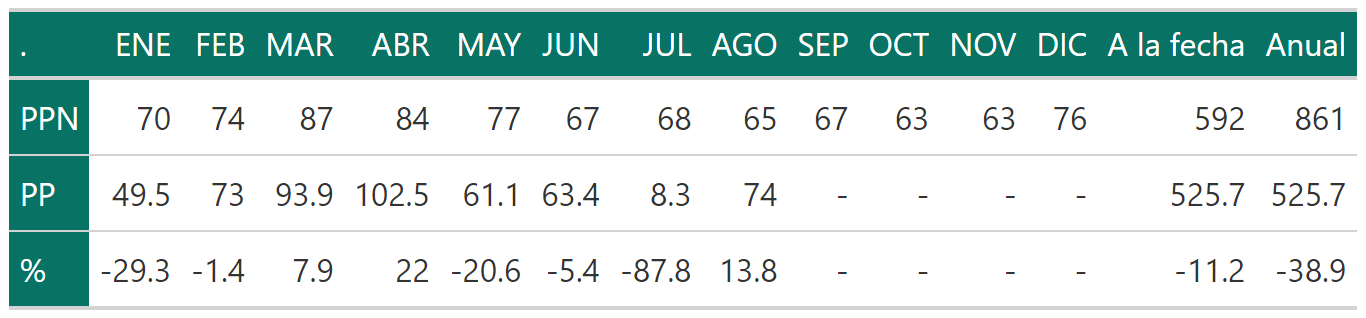 . ENE FEB MAR ABR MAY JUN JUL AGO SEP OCT NOV DIC A la fecha Anual
PPN 70 74 87 84 77 67 68 65 67 63 63 76 592 861
PP 49.5 73 93.9 102.5 61.1 63.4 8.3 74 - - - - 525.7 525.7
% -29.3 -1.4 7.9 22 -20.6 -5.4 -87.8 13.8 - - - - -11.2 -38.9